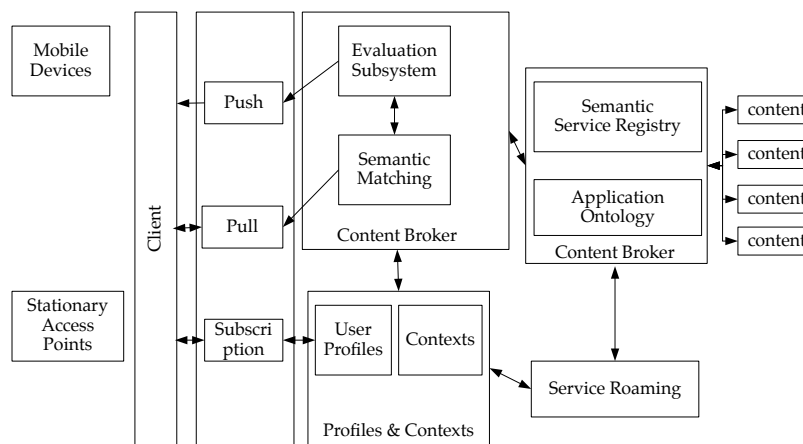 Mobile
Devices
Stationary
Access
Points
Client
Push
Pull
Subscri
ption
Evaluation
Subsystem
Semantic
Matching
Content Broker
User
Profiles
Contexts
Profiles & Contexts
Semantic
Service Registry
Application
Ontology
Content Broker
Service Roaming
content
content
content
content